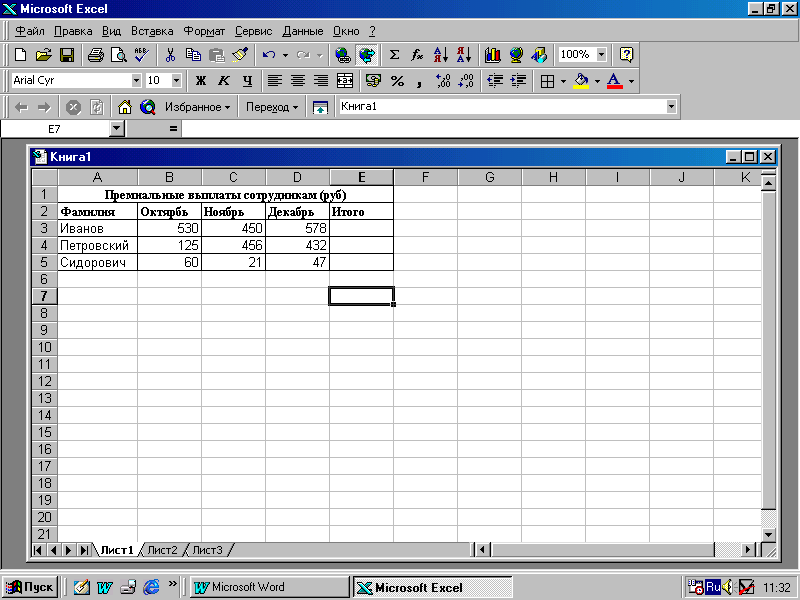 Microsoft Excel
Файл Правка Вид Вставка Формат Сервис Данные Окно ?
100%
Arial Cyr 10 Ж К Ч
Избранное Переход Книга1
E7 =
Книга1
A B C D E F G H I J K
1 Премиальные выплаты сотрудникам (руб)
2 Фамилия Октябрь Ноябрь Декабрь Итого
3 Иванов 530 450 578
4 Петровский 125 456 432
5 Сидорович 60 21 47
6
7
8
9
10
11
12
13
14
15
16
17
18
19
20
21
Лист1 Лист2 Лист3
Пуск Microsoft Word Microsoft Excel Ru 11:32